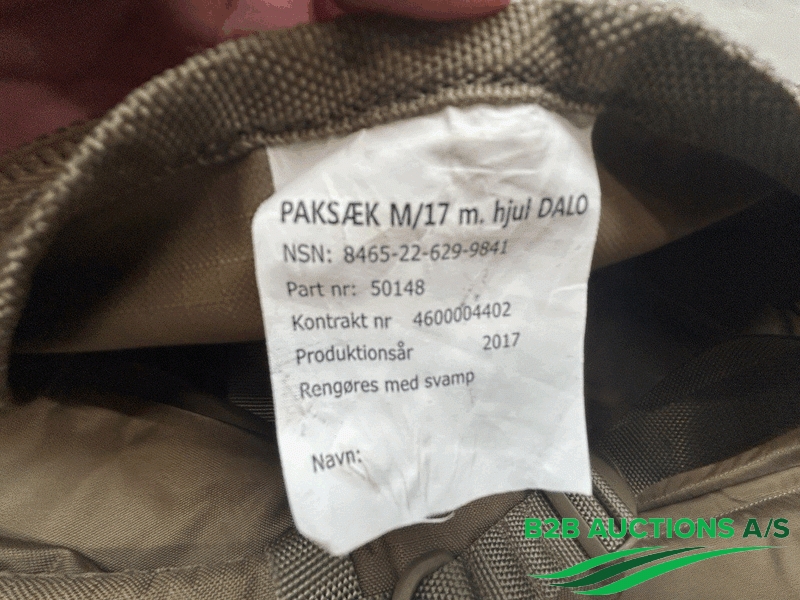 PAKSÆK M/17 m. hjul DALO
NSN: 8465-22-629-9841
Part nr: 50148
Kontrakt nr 4600004402
Produktionsår 2017
Rengøres med svamp
Navn:
B2B AUCTIONS A/S